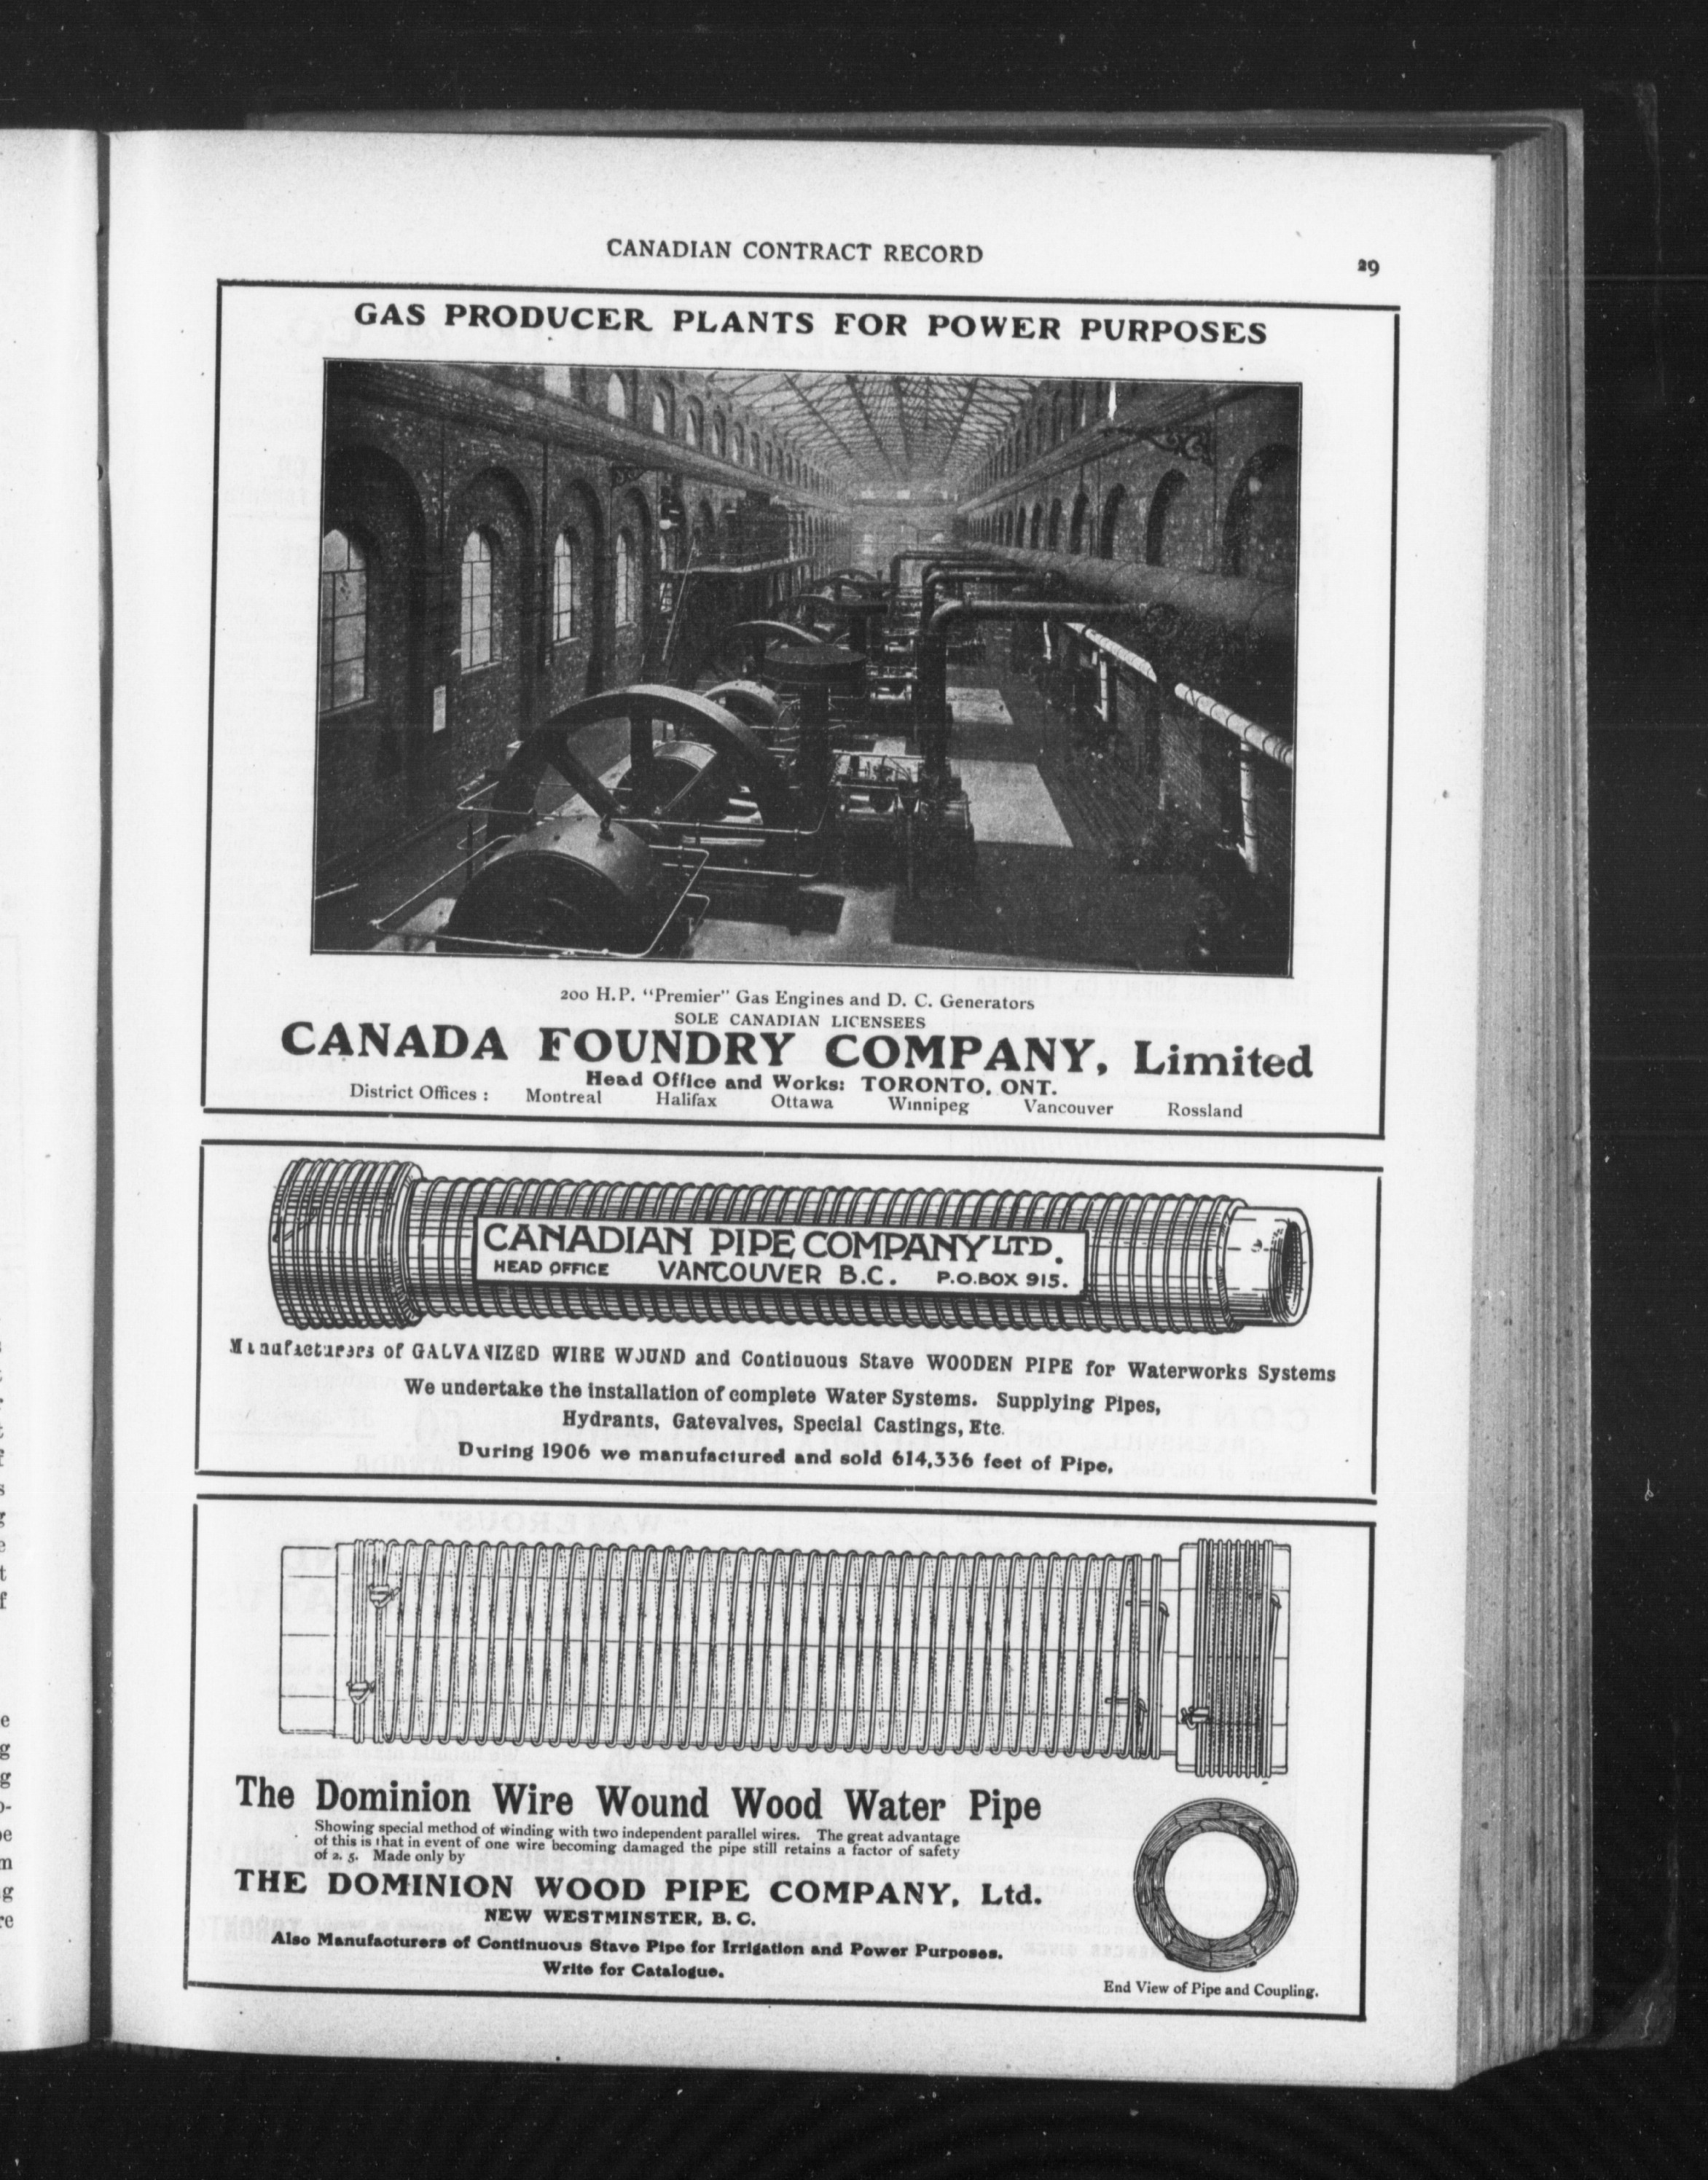 CANADIAN CONTRACT RECORD
29
GAS PRODUCER PLANTS FOR POWER PURPOSES
200 H.P. "Premier" Gas Engines and D. C. Generators
SOLE CANADIAN LICENSEES
CANADA FOUNDRY COMPANY, Limited
Head Office and Works: TORONTO, ONT.
District Offices : Montreal Halifax Ottawa Winnipeg Vancouver Rossland
CANADIAN PIPE COMPANY LTD.
HEAD OFFICE VANCOUVER B.C. P.O.BOX 915.
Manufacturers of GALVANIZED WIRE WOUND and Continuous Stave WOODEN PIPE for Waterworks Systems
We undertake the installation of complete Water Systems. Supplying Pipes,
Hydrants, Gatevalves, Special Castings, Etc.
During 1906 we manufactured and sold 614,336 feet of Pipe.
The Dominion Wire Wound Wood Water Pipe
Showing special method of winding with two independent parallel wires. The great advantage
of this is that in event of one wire becoming damaged the pipe still retains a factor of safety
of 2. 5. Made only by
THE DOMINION WOOD PIPE COMPANY, Ltd.
NEW WESTMINSTER, B. C.
Also Manufacturers of Continuous Stave Pipe for Irrigation and Power Purposes.
Write for Catalogue.
End View of Pipe and Coupling.